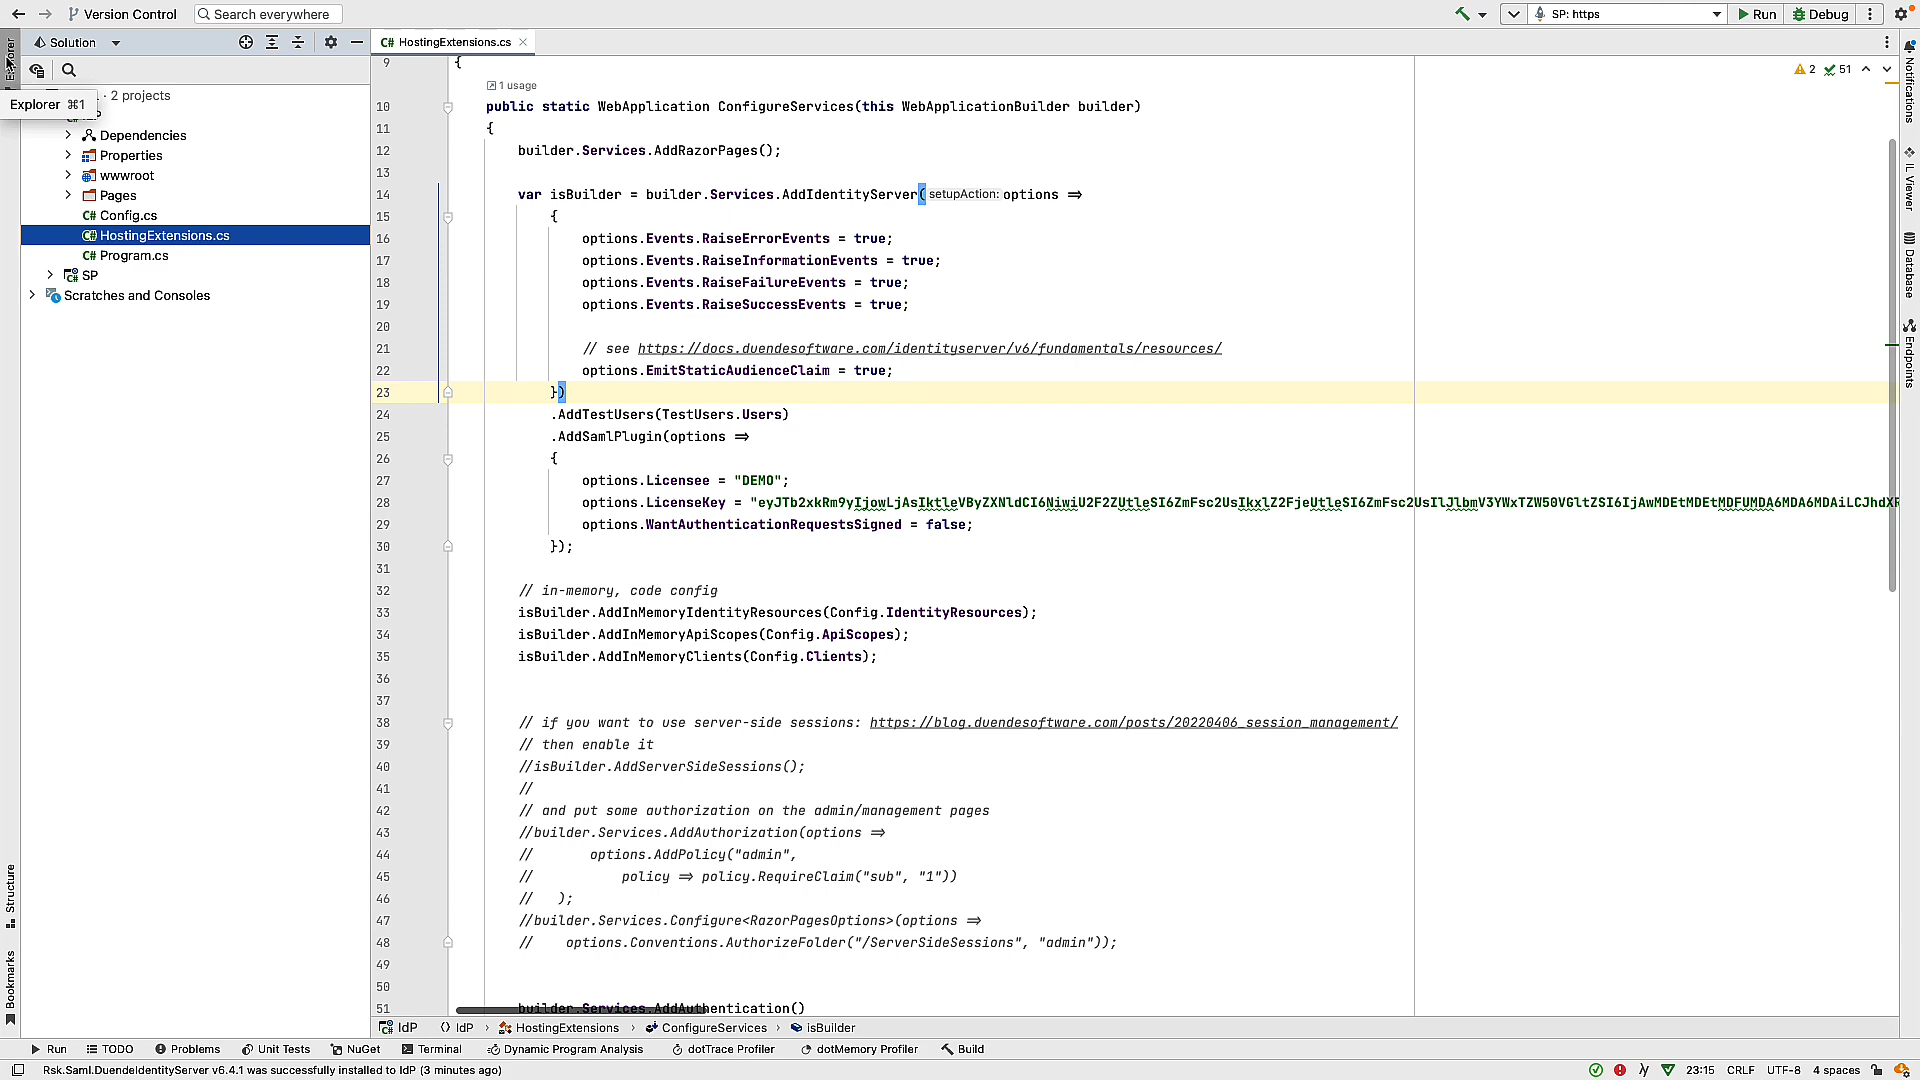 Version Control
Search everywhere
SP: https
Run
Debug
Solution
C# HostingExtensions.cs
Explorer
Explorer ⌘1
· 2 projects
Dependencies
Properties
wwwroot
Pages
C# Config.cs
C# HostingExtensions.cs
C# Program.cs
SP
Scratches and Consoles
2
51
9 {
1 usage
10 public static WebApplication ConfigureServices(this WebApplicationBuilder builder)
11 {
12 builder.Services.AddRazorPages();
13
14 var isBuilder = builder.Services.AddIdentityServer( setupAction: options ⇒
15 {
16 options.Events.RaiseErrorEvents = true;
17 options.Events.RaiseInformationEvents = true;
18 options.Events.RaiseFailureEvents = true;
19 options.Events.RaiseSuccessEvents = true;
20
21 // see https://docs.duendesoftware.com/identityserver/v6/fundamentals/resources/
22 options.EmitStaticAudienceClaim = true;
23 })
24 .AddTestUsers(TestUsers.Users)
25 .AddSamlPlugin(options ⇒
26 {
27 options.Licensee = "DEMO";
28 options.LicenseKey =
29 options.WantAuthenticationRequestsSigned = false;
30 });
31
32 // in-memory, code config
33 isBuilder.AddInMemoryIdentityResources(Config.IdentityResources);
34 isBuilder.AddInMemoryApiScopes(Config.ApiScopes);
35 isBuilder.AddInMemoryClients(Config.Clients);
36
37
38 // if you want to use server-side sessions: https://blog.duendesoftware.com/posts/20220406_session_management/
39 // then enable it
40 //isBuilder.AddServerSideSessions();
41 //
42 // and put some authorization on the admin/management pages
43 //builder.Services.AddAuthorization(options ⇒
44 // options.AddPolicy("admin",
45 // policy ⇒ policy.RequireClaim("sub", "1"))
46 // );
47 //builder.Services.Configure<RazorPagesOptions>(options ⇒
48 // options.Conventions.AuthorizeFolder("/ServerSideSessions", "admin"));
49
50
51 builder.Services.AddAuthentication()
Notifications
IL Viewer
Database
Endpoints
Structure
Bookmarks
IdP
IdP
HostingExtensions
ConfigureServices
isBuilder
Run
TODO
Problems
Unit Tests
NuGet
Terminal
Dynamic Program Analysis
dotTrace Profiler
dotMemory Profiler
Build
Rsk.Saml.DuendeIdentityServer v6.4.1 was successfully installed to IdP (3 minutes ago)
23:15
CRLF
UTF-8
4 spaces